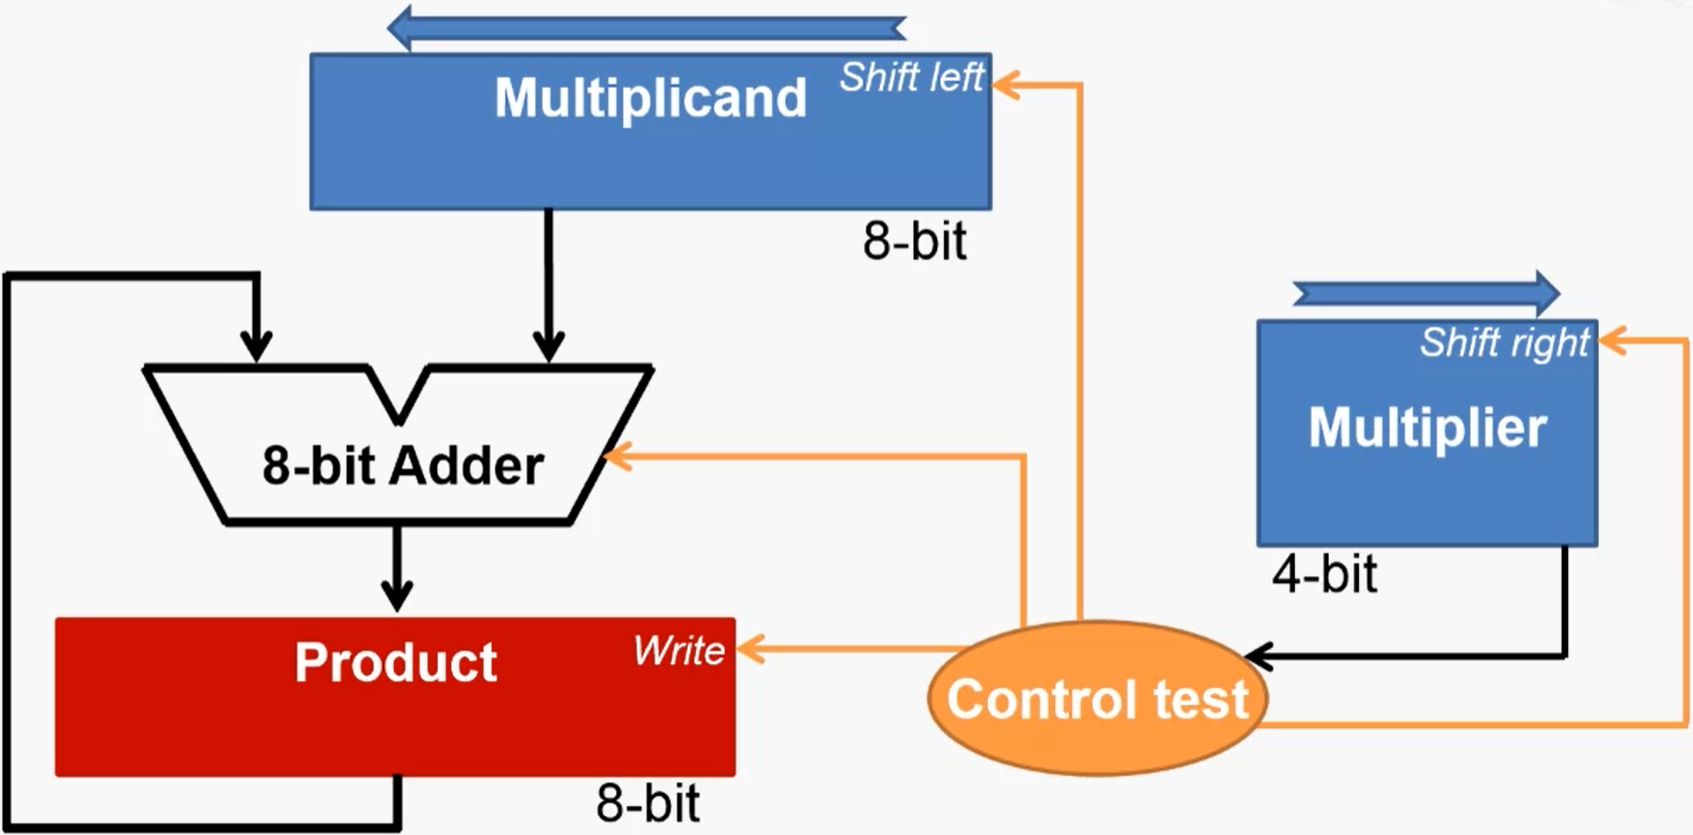 Shift left
Multiplicand
8-bit
Shift right
Multiplier
8-bit Adder
4-bit
Write
Product
Control test
8-bit